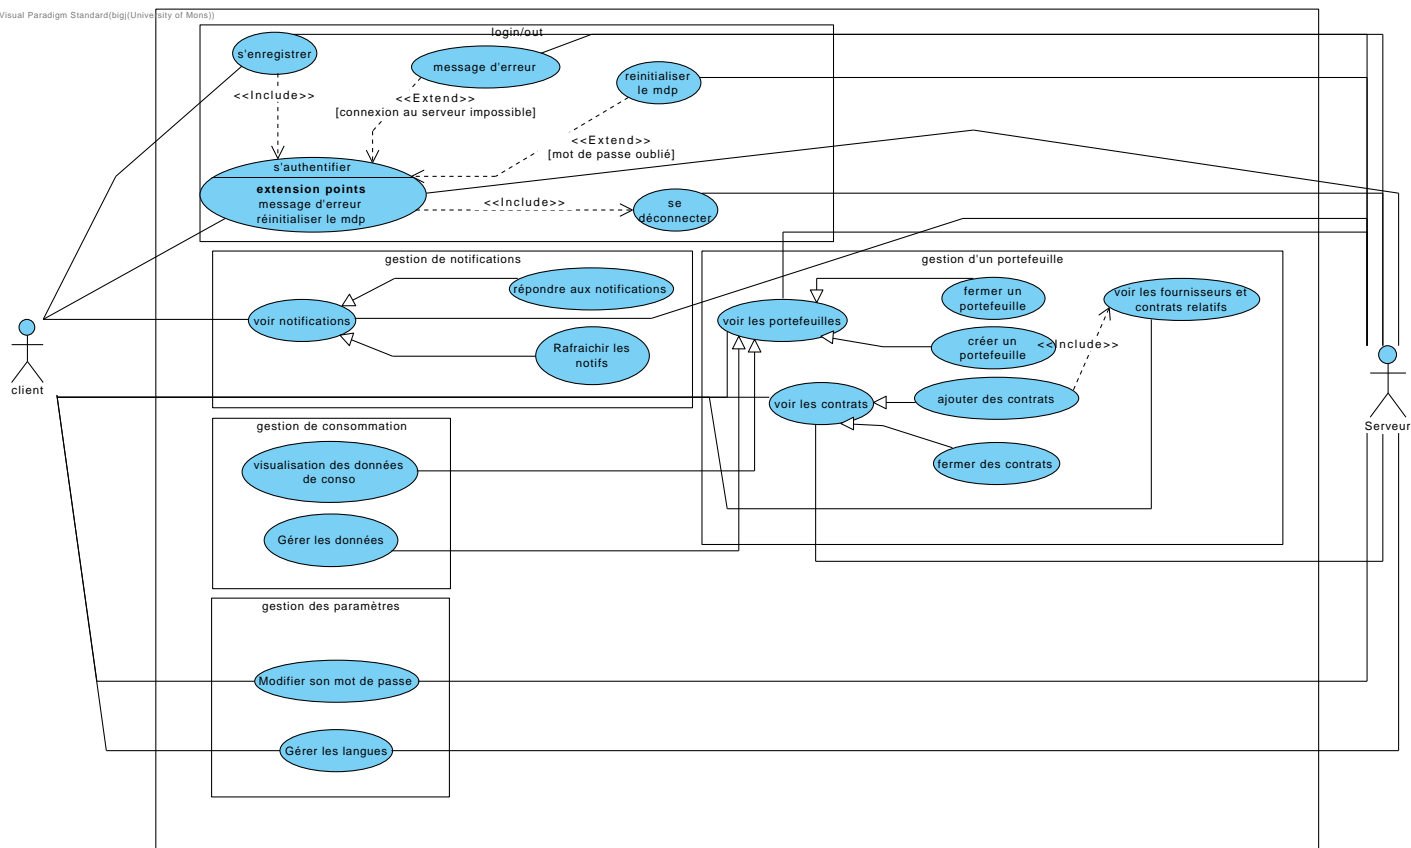 Visual Paradigm Standard(bigj(University of Mons))
login/out
s'enregistrer
message d'erreur
reinitialiser
le mdp
<<Include>>
<<Extend>>
[connexion au serveur impossible]
<<Extend>>
[mot de passe oublié]
s'authentifier
extension points
message d'erreur
réinitialiser le mdp
<<Include>>
se
déconnecter
gestion de notifications
répondre aux notifications
voir notifications
Rafraichir les
notifs
gestion d'un portefeuille
fermer un
portefeuille
voir les fournisseurs et
contrats relatifs
voir les portefeuilles
créer un
portefeuille
<<Include>>
voir les contrats
ajouter des contrats
fermer des contrats
client
Serveur
gestion de consommation
visualisation des données
de conso
Gérer les données
gestion des paramètres
Modifier son mot de passe
Gérer les langues